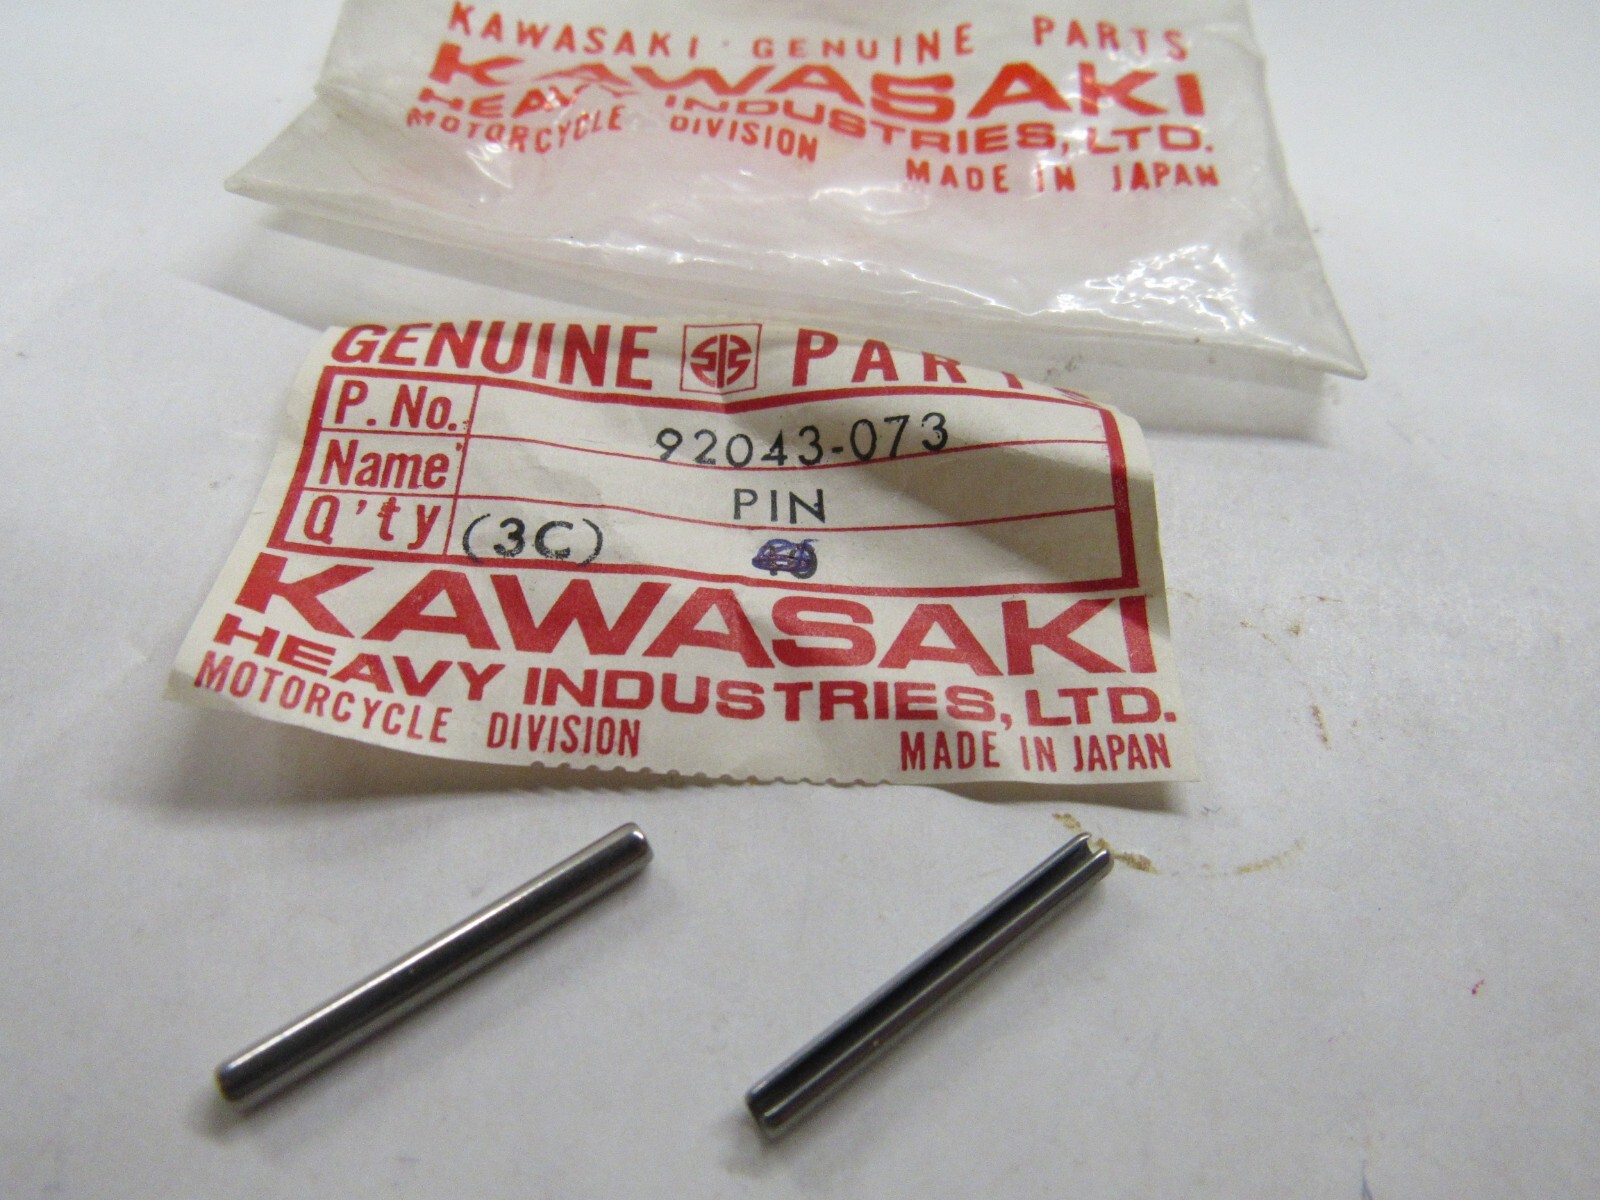 KAWASAKI GENUINE PARTS
KAWASAKI
HEAVY INDUSTRIES, LTD.
MOTORCYCLE DIVISION MADE IN JAPAN
GENUINE PARTS
P. No. 92043-073
Name PIN
Q'ty (3C)
KAWASAKI
HEAVY INDUSTRIES, LTD.
MOTORCYCLE DIVISION MADE IN JAPAN